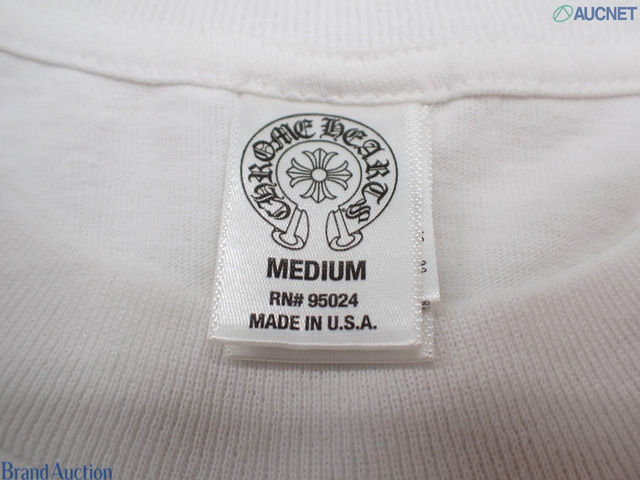 AUCNET
CHROME HEARTS
MEDIUM
RN# 95024
MADE IN U.S.A.
Brand Auction